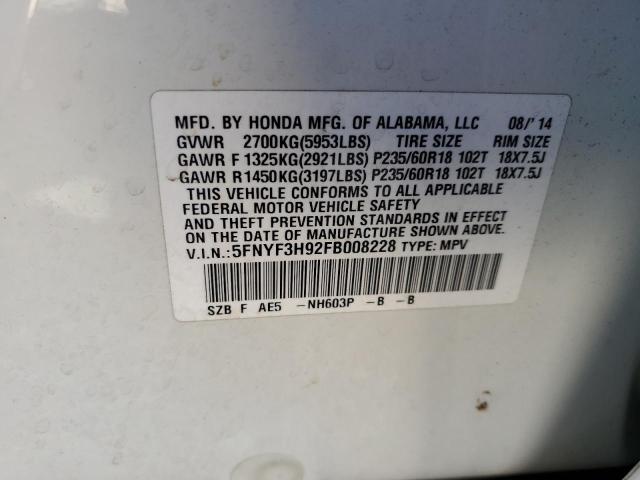 MFD. BY HONDA MFG. OF ALABAMA, LLC 08/'14
GVWR 2700KG(5953LBS) TIRE SIZE RIM SIZE
GAWR F 1325KG(2921LBS) P235/60R18 102T 18X7.5J
GAWR R1450KG(3197LBS) P235/60R18 102T 18X7.5J
THIS VEHICLE CONFORMS TO ALL APPLICABLE
FEDERAL MOTOR VEHICLE SAFETY
AND THEFT PREVENTION STANDARDS IN EFFECT
ON THE DATE OF MANUFACTURE SHOWN ABOVE.
V.I.N.:5FNYF3H92FB008228 TYPE: MPV
SZB F AE5 -NH603P -B -B